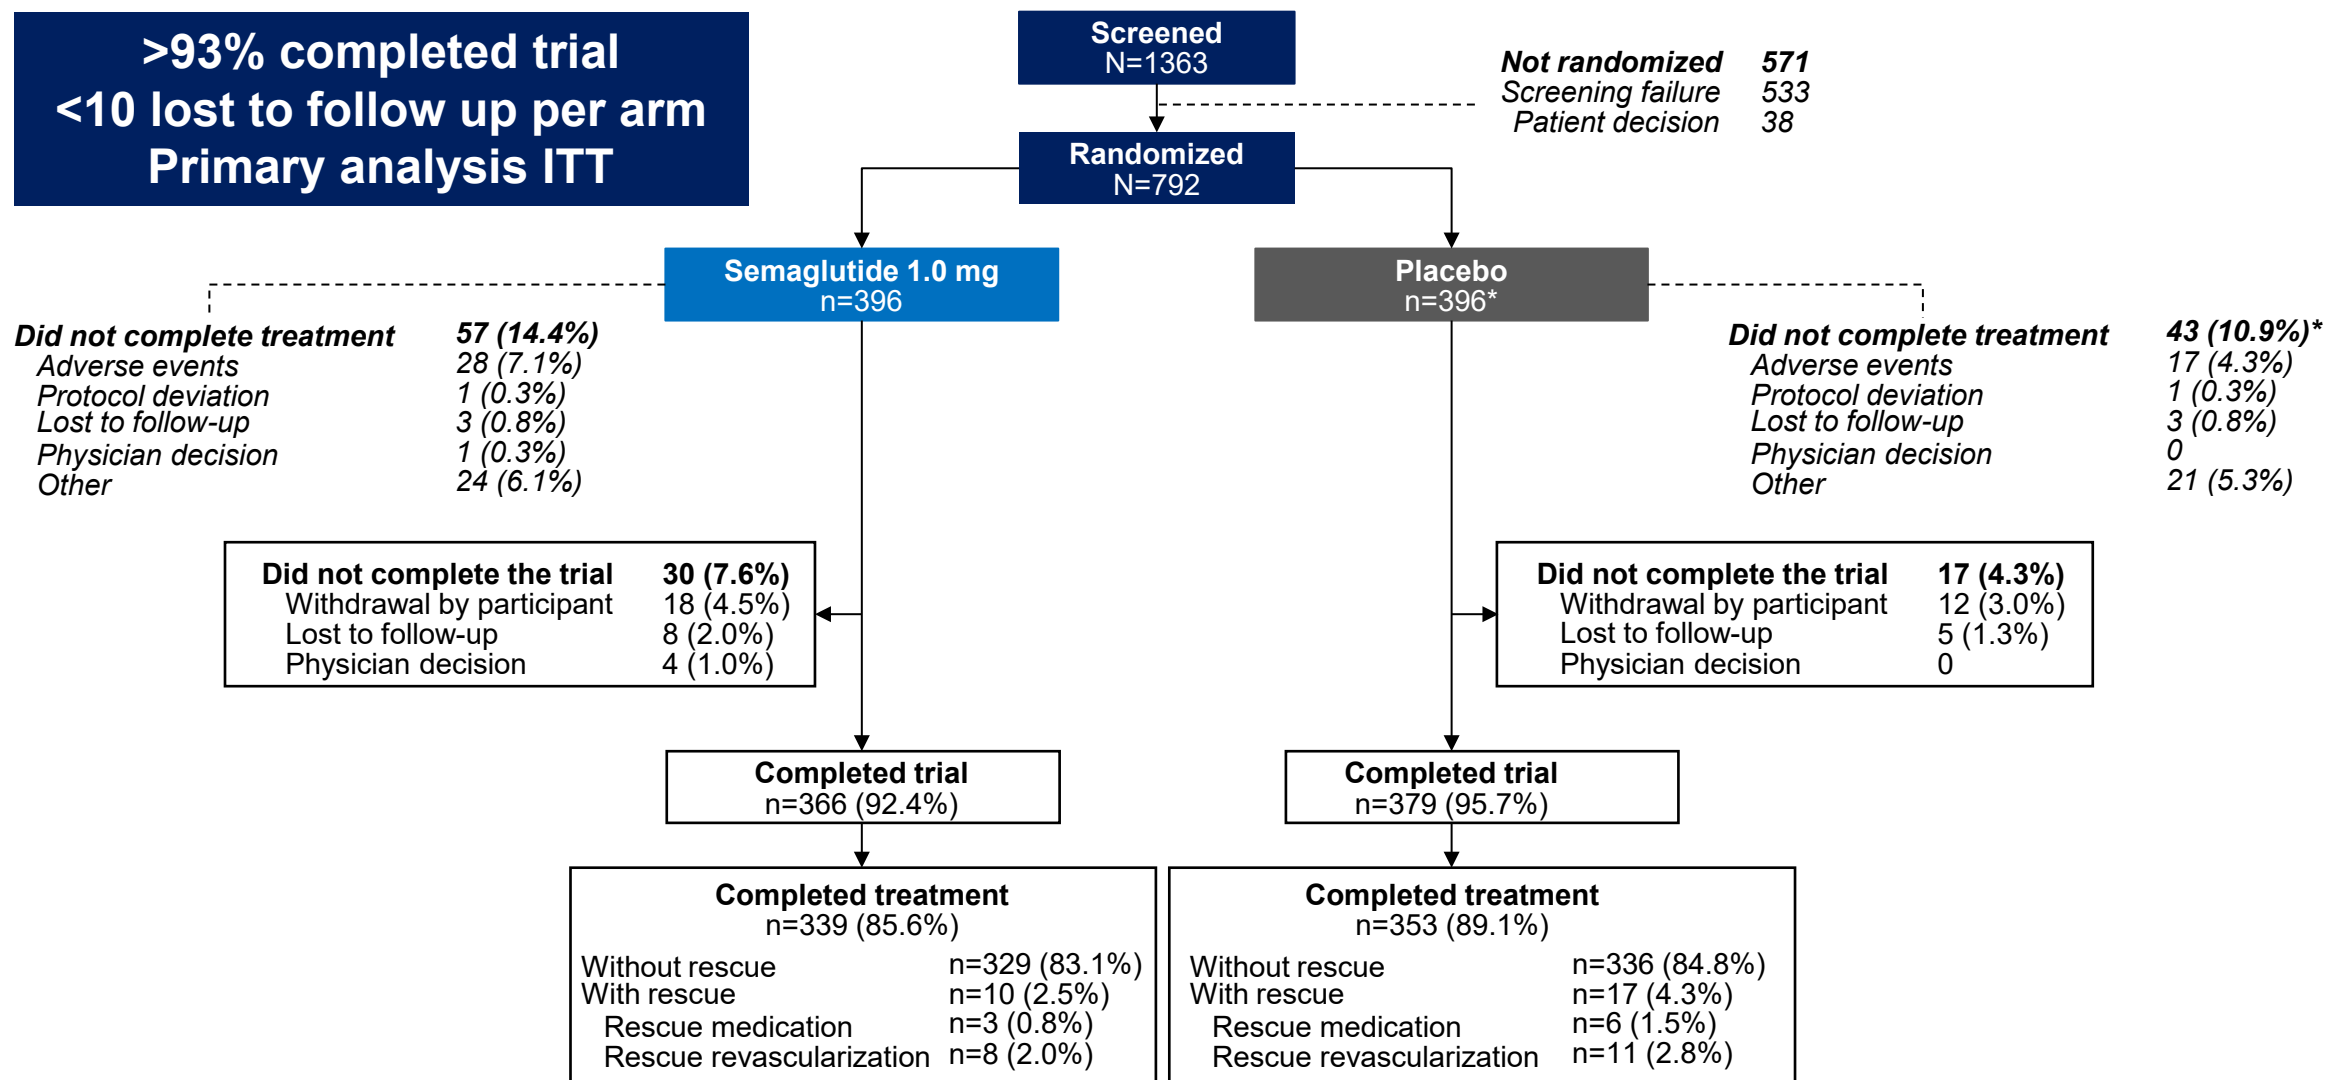 >93% completed trial
<10 lost to follow up per arm
Primary analysis ITT
Screened
N=1363
Not randomized 571
Screening failure 533
Patient decision 38
Randomized
N=792
Semaglutide 1.0 mg
n=396
Placebo
n=396*
Did not complete treatment 57 (14.4%)
Adverse events 28 (7.1%)
Protocol deviation 1 (0.3%)
Lost to follow-up 3 (0.8%)
Physician decision 1 (0.3%)
Other 24 (6.1%)
Did not complete treatment 43 (10.9%)*
Adverse events 17 (4.3%)
Protocol deviation 1 (0.3%)
Lost to follow-up 3 (0.8%)
Physician decision 0
Other 21 (5.3%)
Did not complete the trial 30 (7.6%)
Withdrawal by participant 18 (4.5%)
Lost to follow-up 8 (2.0%)
Physician decision 4 (1.0%)
Did not complete the trial 17 (4.3%)
Withdrawal by participant 12 (3.0%)
Lost to follow-up 5 (1.3%)
Physician decision 0
Completed trial
n=366 (92.4%)
Completed trial
n=379 (95.7%)
Completed treatment
n=339 (85.6%)
Without rescue n=329 (83.1%)
With rescue n=10 (2.5%)
Rescue medication n=3 (0.8%)
Rescue revascularization n=8 (2.0%)
Completed treatment
n=353 (89.1%)
Without rescue n=336 (84.8%)
With rescue n=17 (4.3%)
Rescue medication n=6 (1.5%)
Rescue revascularization n=11 (2.8%)